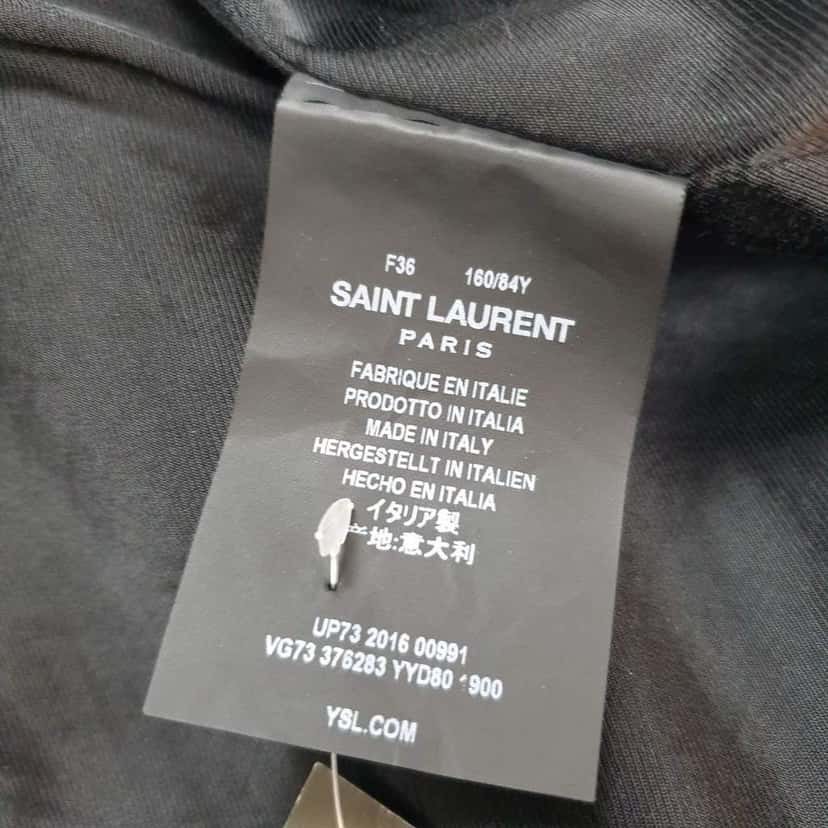 F36 160/84Y
SAINT LAURENT
PARIS
FABRIQUE EN ITALIE
PRODOTTO IN ITALIA
MADE IN ITALY
HERGESTELLT IN ITALIEN
HECHO EN ITALIA
イタリア製
产地:意大利
UP73 2016 00991
VG73 376283 YYD80 1900
YSL.COM